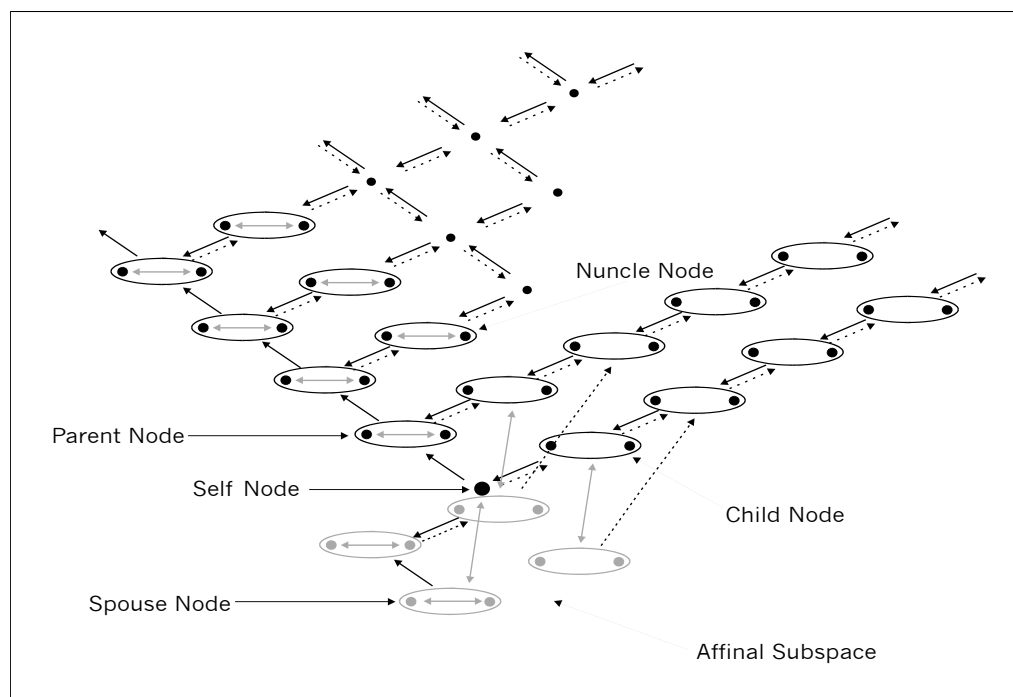 Nuncle Node
Parent Node
Self Node
Child Node
Spouse Node
Affinal Subspace